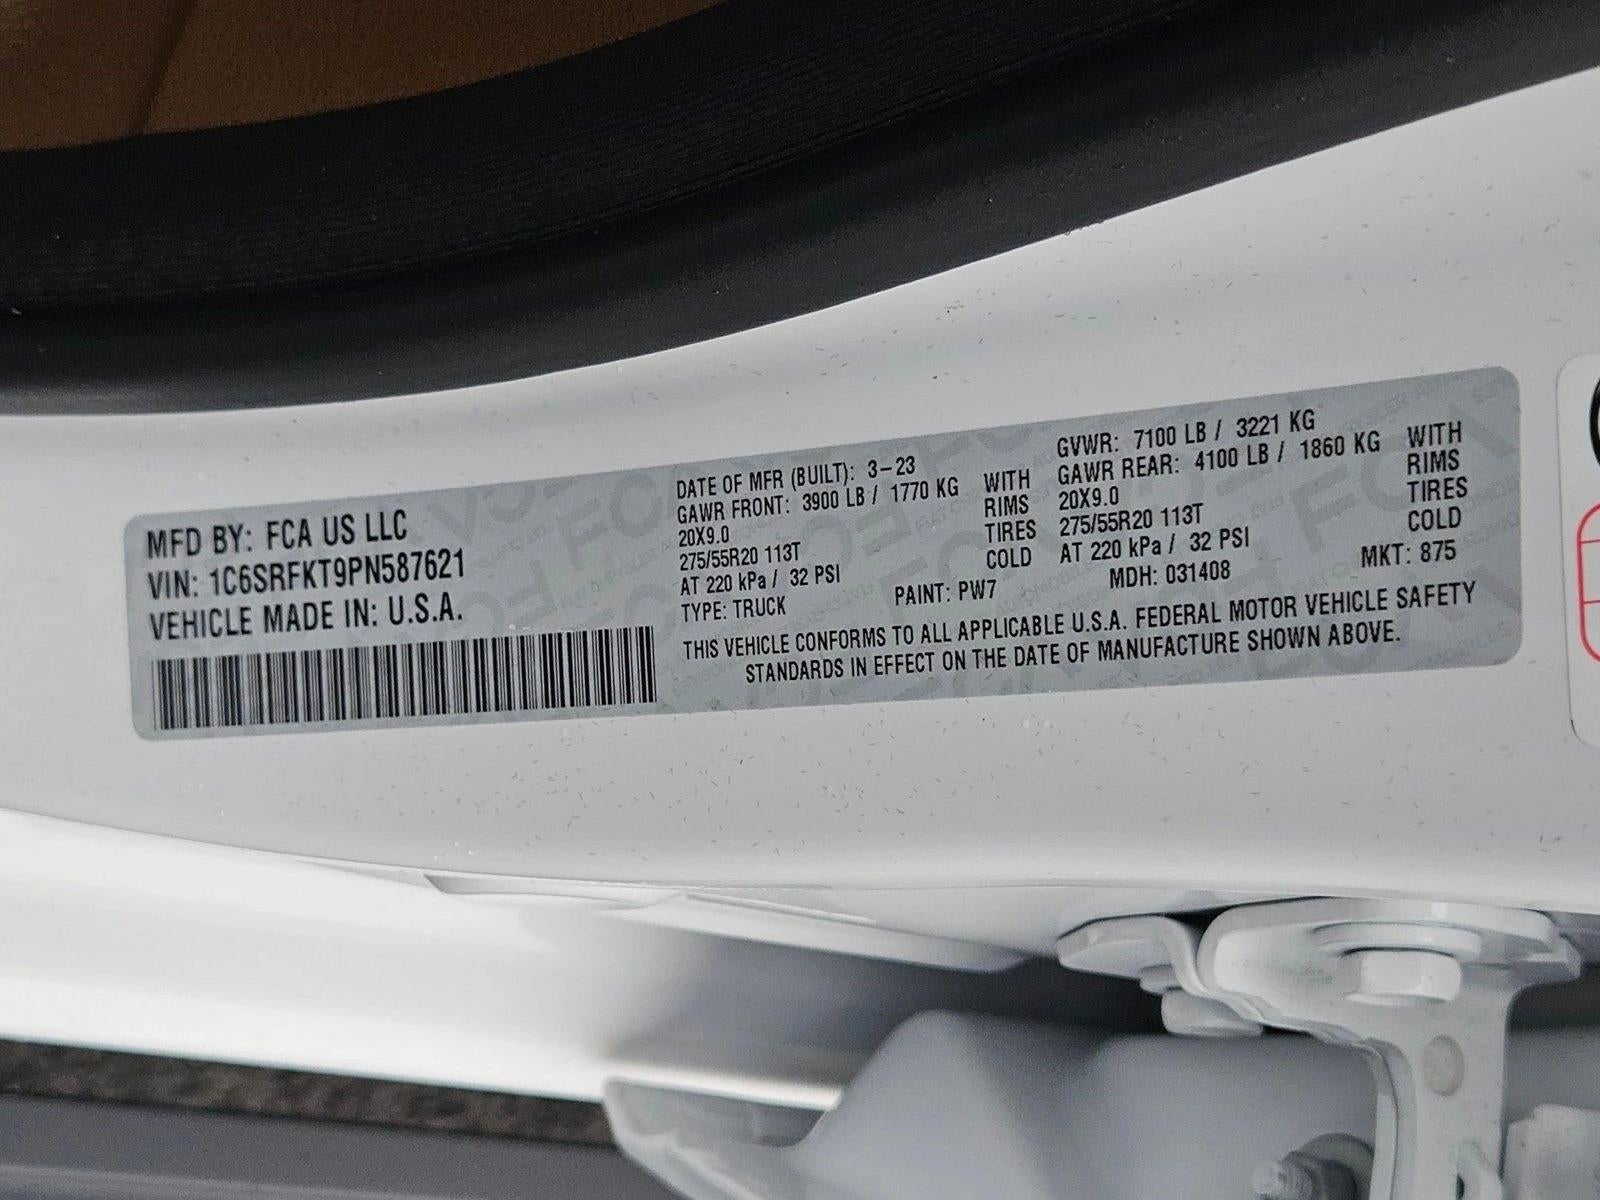 MFD BY: FCA US LLC
VIN: 1C6SRFKT9PN587621
VEHICLE MADE IN: U.S.A.
DATE OF MFR (BUILT): 3-23
GAWR FRONT: 3900 LB / 1770 KG WITH
20X9.0 RIMS
275/55R20 113T TIRES
AT 220 kPa / 32 PSI COLD
GVWR: 7100 LB / 3221 KG
GAWR REAR: 4100 LB / 1860 KG WITH
20X9.0 RIMS
275/55R20 113T TIRES
AT 220 kPa / 32 PSI COLD
TYPE: TRUCK PAINT: PW7 MDH: 031408 MKT: 875
THIS VEHICLE CONFORMS TO ALL APPLICABLE U.S.A. FEDERAL MOTOR VEHICLE SAFETY
STANDARDS IN EFFECT ON THE DATE OF MANUFACTURE SHOWN ABOVE.